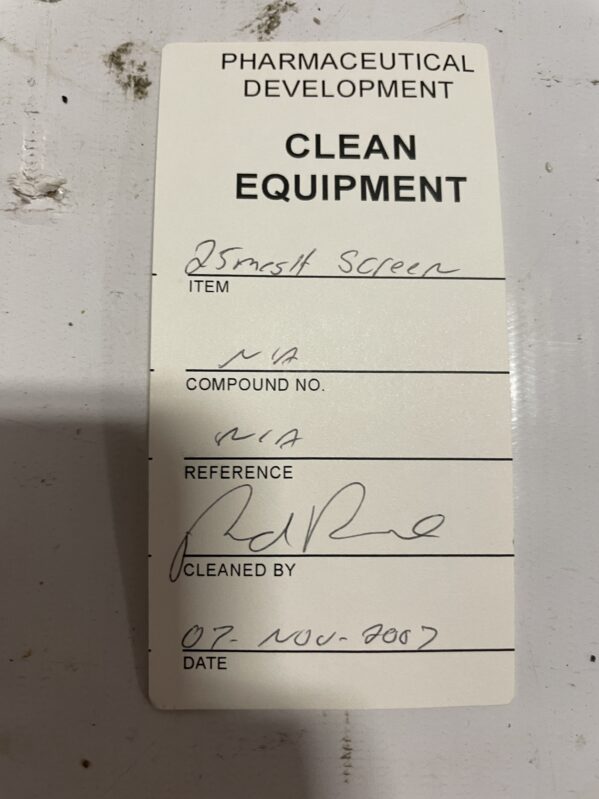 PHARMACEUTICAL
DEVELOPMENT
CLEAN
EQUIPMENT
25mesH Screen
ITEM
N/A
COMPOUND NO.
N/A
REFERENCE
CLEANED BY
07-NOV-2007
DATE